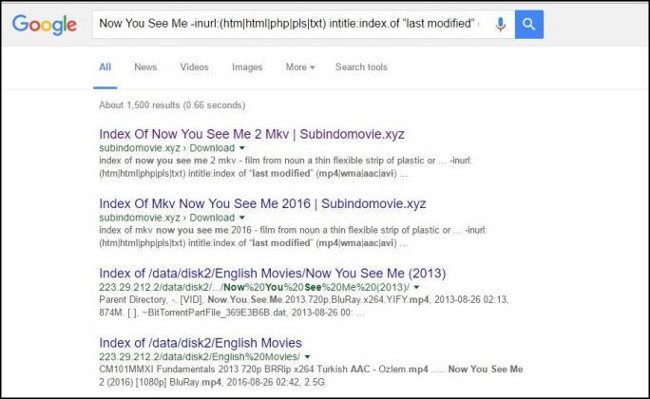 Google
Now You See Me -inurl:(htm|html|php|pls|txt) intitle:index.of “last modified”
All News Videos Images More Search tools
About 1,500 results (0.66 seconds)
Index Of Now You See Me 2 Mkv | Subindomovie.xyz
subindomovie.xyz › Download
index of now you see me 2 mkv - film from noun a thin flexible strip of plastic or ... -inurl:
(htm|html|php|pls|txt) intitle:index.of "last modified" (mp4|wma|aac|avi) ...
Index Of Mkv Now You See Me 2016 | Subindomovie.xyz
subindomovie.xyz › Download
index of mkv now you see me 2016 - film from noun a thin flexible strip of plastic or ... -inurl:
(htm|html|php|pls|txt) intitle:index.of "last modified" (mp4|wma|aac|avi) ...
Index of /data/disk2/English Movies/Now You See Me (2013)
223.29.212.2/data/disk2/.../Now%20You%20See%20Me%20(2013)/
Parent Directory, -. [VID], Now.You.See.Me.2013.720p.BluRay.x264.YIFY.mp4, 2013-08-26 02:13,
874M. [ ], ~BitTorrentPartFile_369E3B6B.dat, 2013-08-26 00: ...
Index of /data/disk2/English Movies
223.29.212.2/data/disk2/English%20Movies/
CM101MMXI Fundamentals 2013 720p BRRip x264 Turkish AAC - Ozlem.mp4 ..... Now You See Me
2 (2016) [1080p] BluRay.mp4, 2016-08-26 02:42, 2.5G.